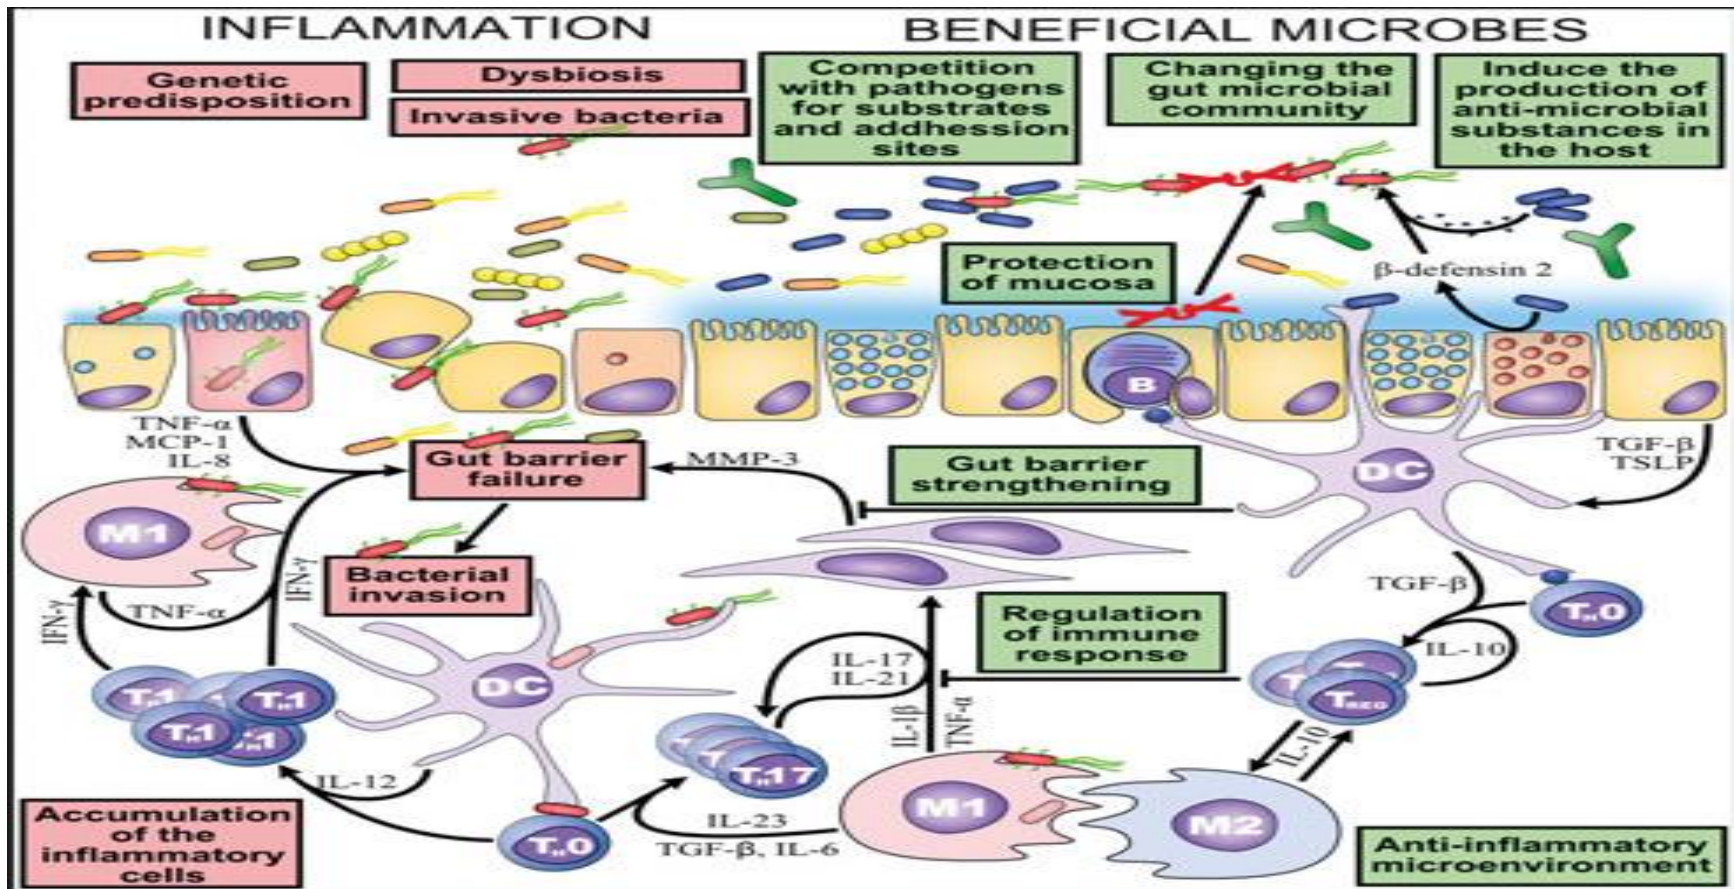 INFLAMMATION
BENEFICIAL MICROBES
Genetic
predisposition
Dysbiosis
Invasive bacteria
Competition
with pathogens
for substrates
and addhession
sites
Changing the
gut microbial
community
Induce the
production of
anti-microbial
substances in
the host
Protection
of mucosa
β-defensin 2
B
TNF-α
MCP-1
IL-8
Gut barrier
failure
MMP-3
Gut barrier
strengthening
DC
TGF-β
TSLP
M1
Bacterial
invasion
IFN-γ
TNF-α
IFN-γ
Regulation
of immune
response
TGF-β
TH0
IL-10
TREG
DC
IL-17
IL-21
IL-1β
TNF-α
IL-10
TH1
TH1
TH1
TH1
TH17
IL-12
M1
M2
Accumulation
of the
inflammatory
cells
TH0
IL-23
TGF-β, IL-6
Anti-inflammatory
microenvironment